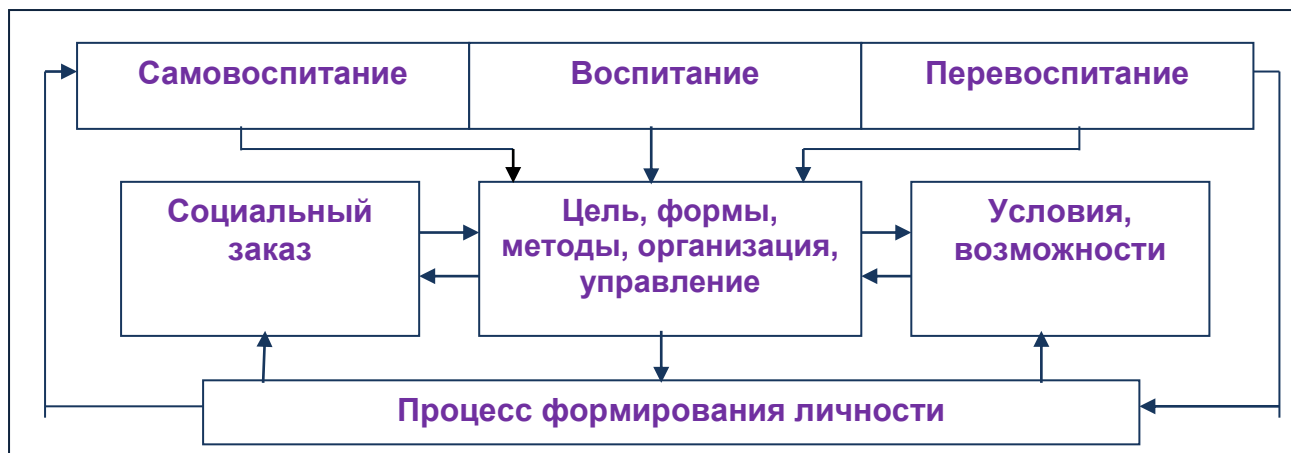 Самовоспитание
Воспитание
Перевоспитание
Социальный
заказ
Цель, формы,
методы, организация,
управление
Условия,
возможности
Процесс формирования личности